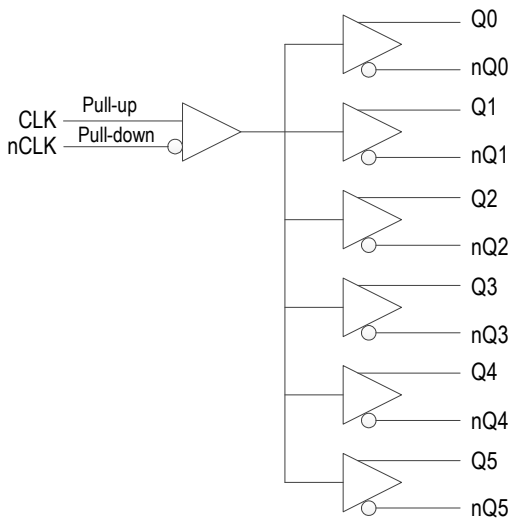 Q0
nQ0
Pull-up
CLK
Q1
Pull-down
nCLK
nQ1
Q2
nQ2
Q3
nQ3
Q4
nQ4
Q5
nQ5